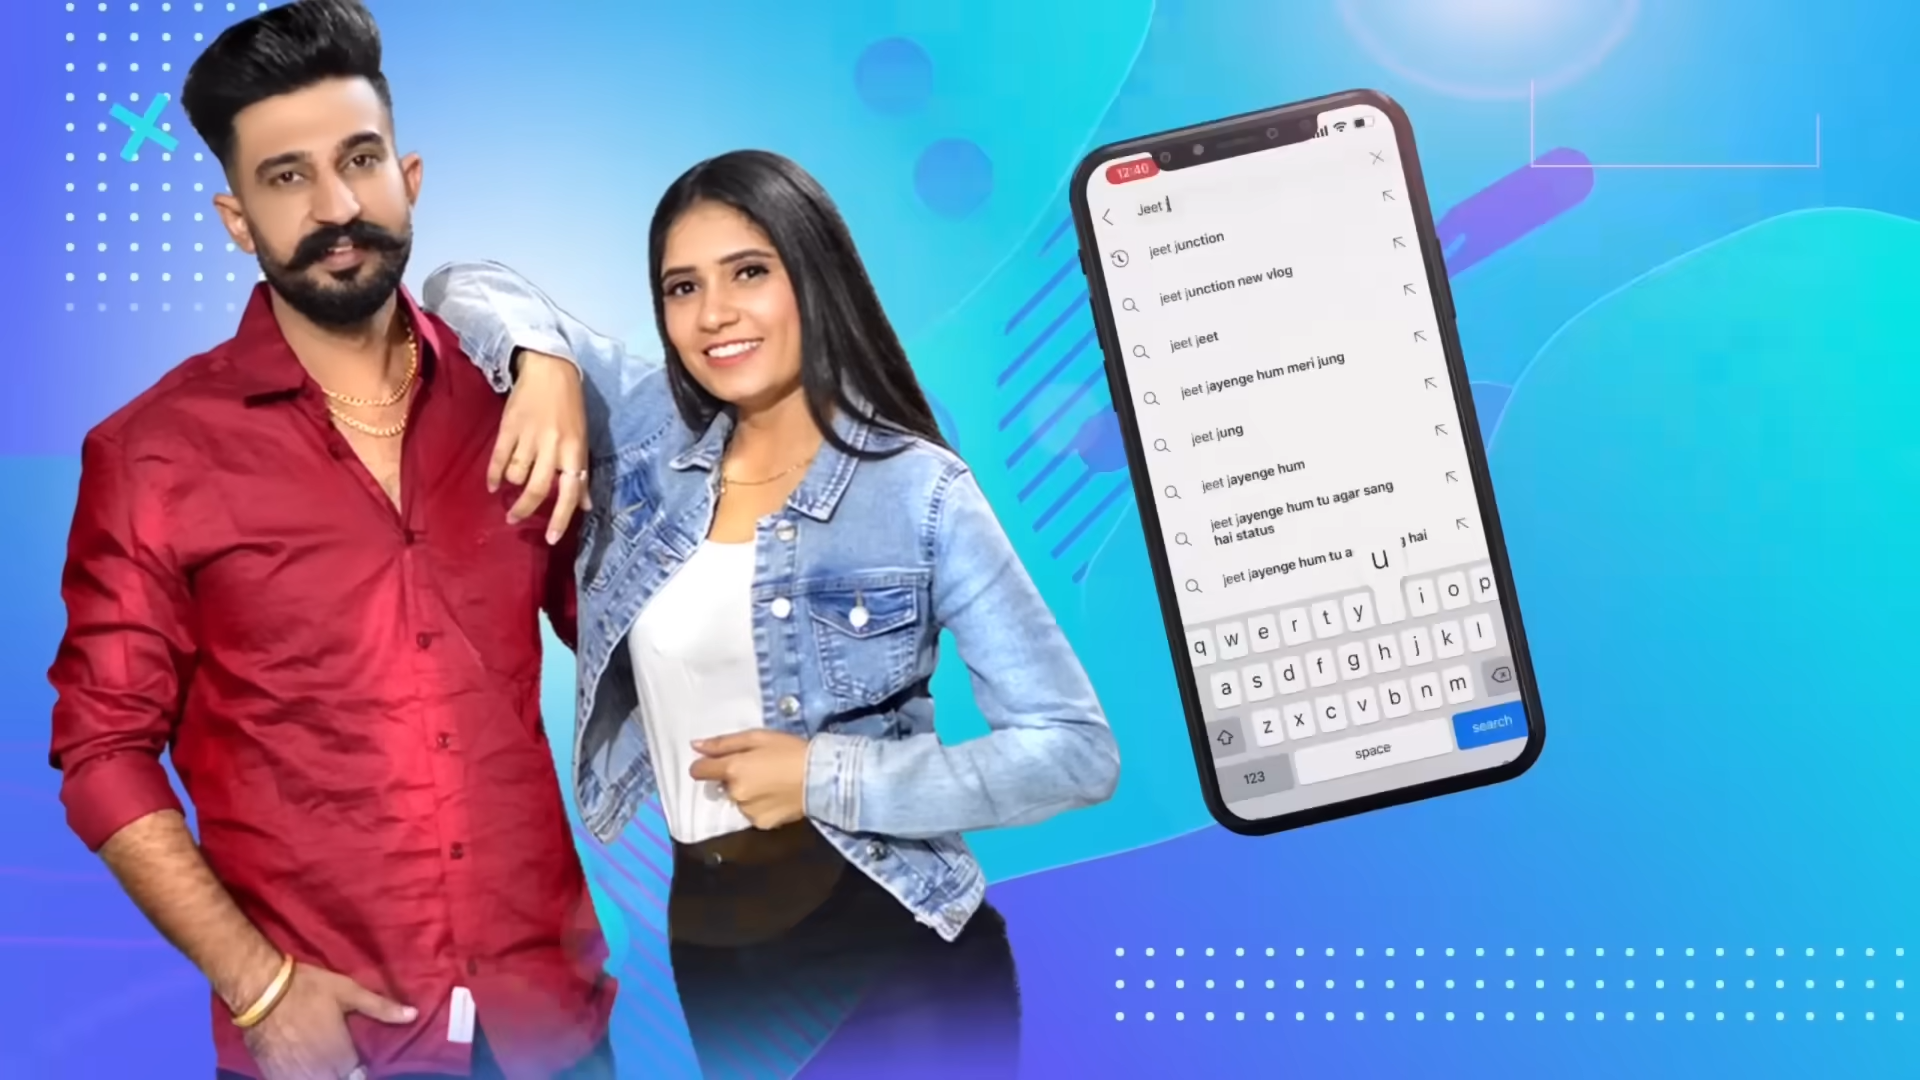 12:40
Jeet j
jeet junction
jeet junction new vlog
jeet jeet
jeet jayenge hum meri jung
jeet jung
jeet jayenge hum
jeet jayenge hum tu agar sang
hai status
jeet jayenge hum tu a hai
u
q w e r t y i o p
a s d f g h j k l
z x c v b n m
123 space search